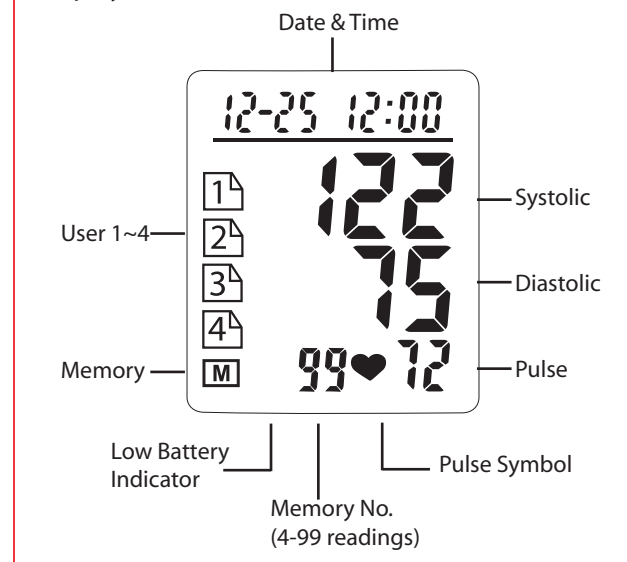 Date & Time
12-25 12:00
122
Systolic
1
User 1~4
2
75
Diastolic
3
4
Memory
M
99
72
Pulse
Low Battery
Indicator
Pulse Symbol
Memory No.
(4-99 readings)